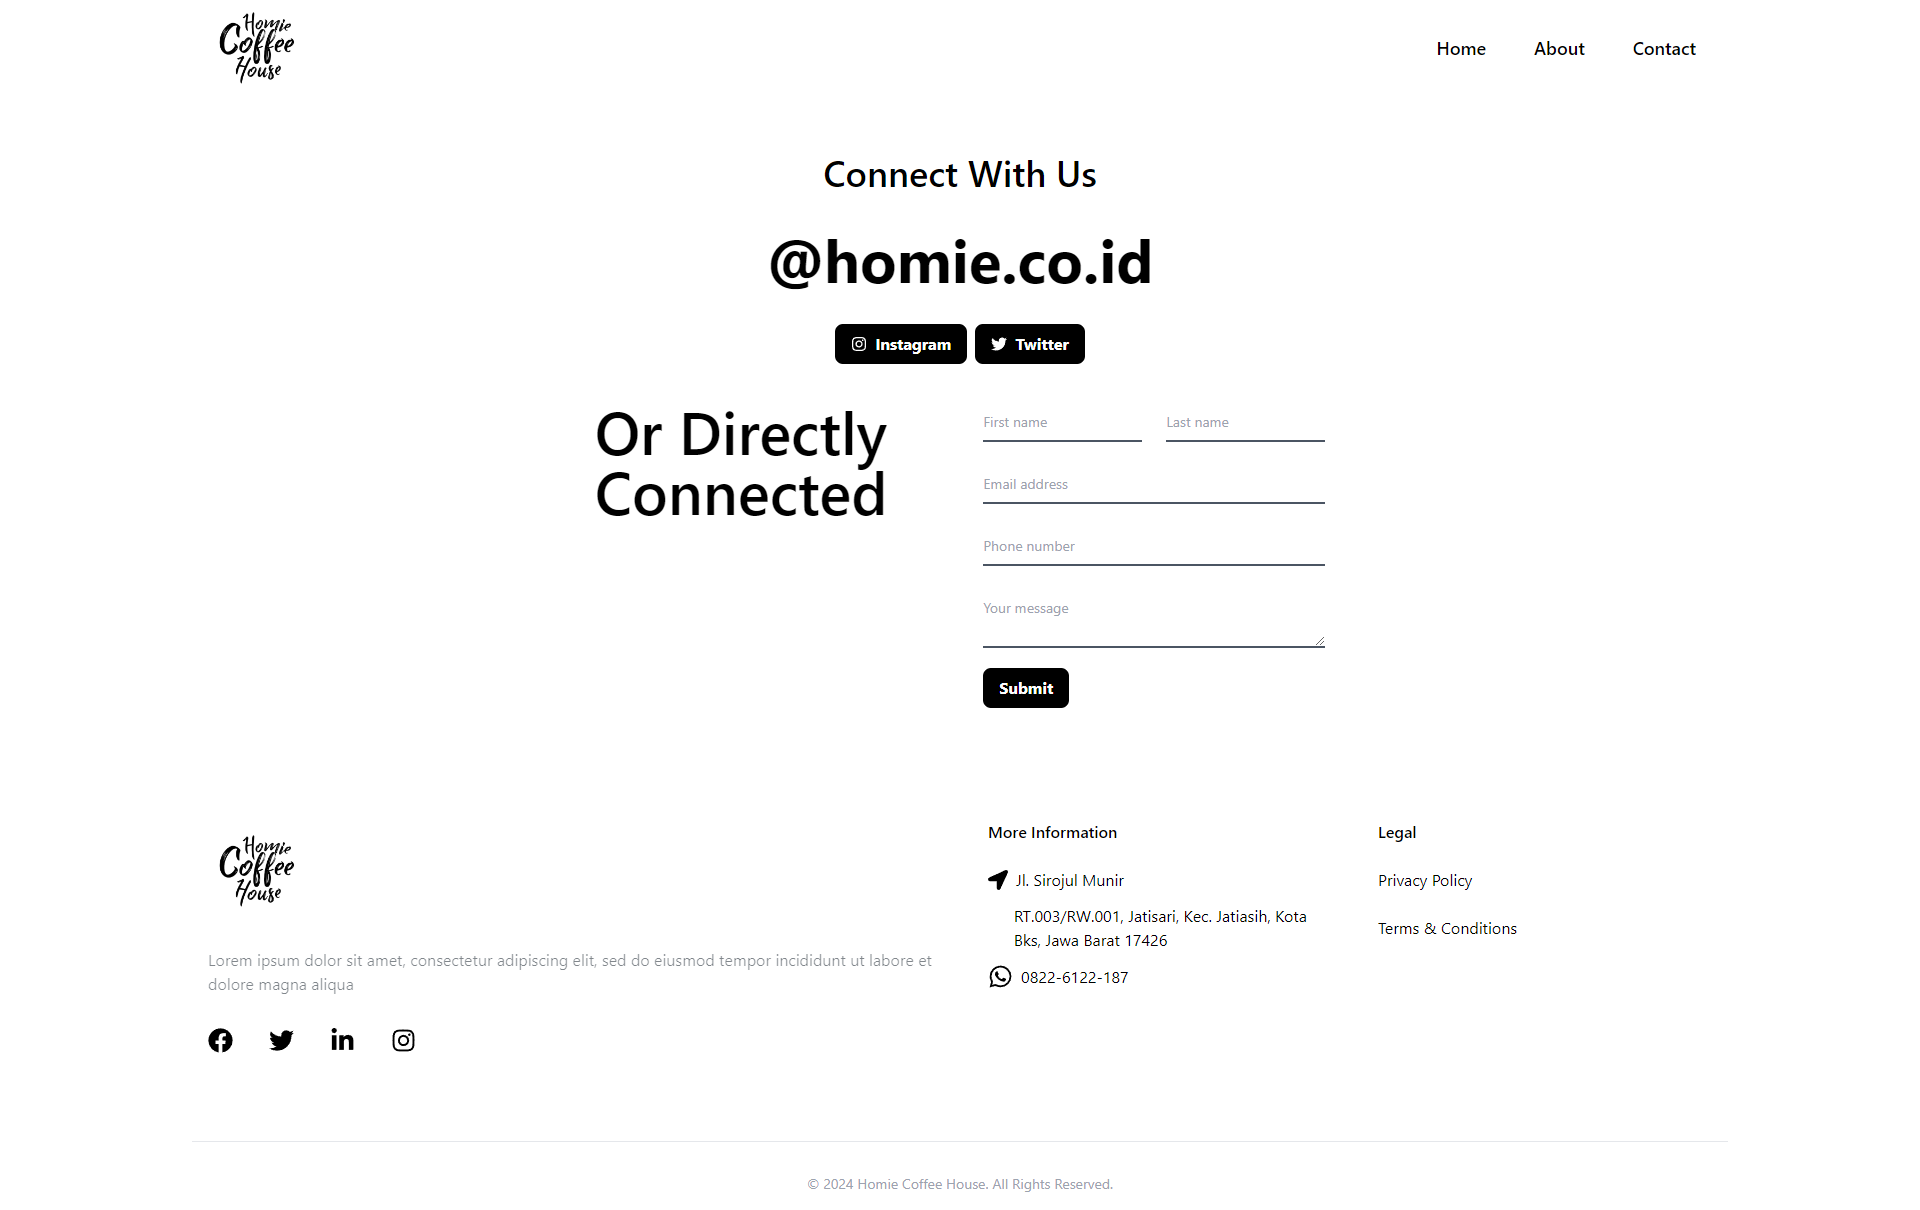 Homie
Coffee
House
Home
About
Contact
Connect With Us
@homie.co.id
Instagram
Twitter
Or Directly
Connected
First name
Last name
Email address
Phone number
Your message
Submit
Homie
Coffee
House
Lorem ipsum dolor sit amet, consectetur adipiscing elit, sed do eiusmod tempor incididunt ut labore et
dolore magna aliqua
More Information
Jl. Sirojul Munir
RT.003/RW.001, Jatisari, Kec. Jatiasih, Kota
Bks, Jawa Barat 17426
0822-6122-187
Legal
Privacy Policy
Terms & Conditions
© 2024 Homie Coffee House. All Rights Reserved.